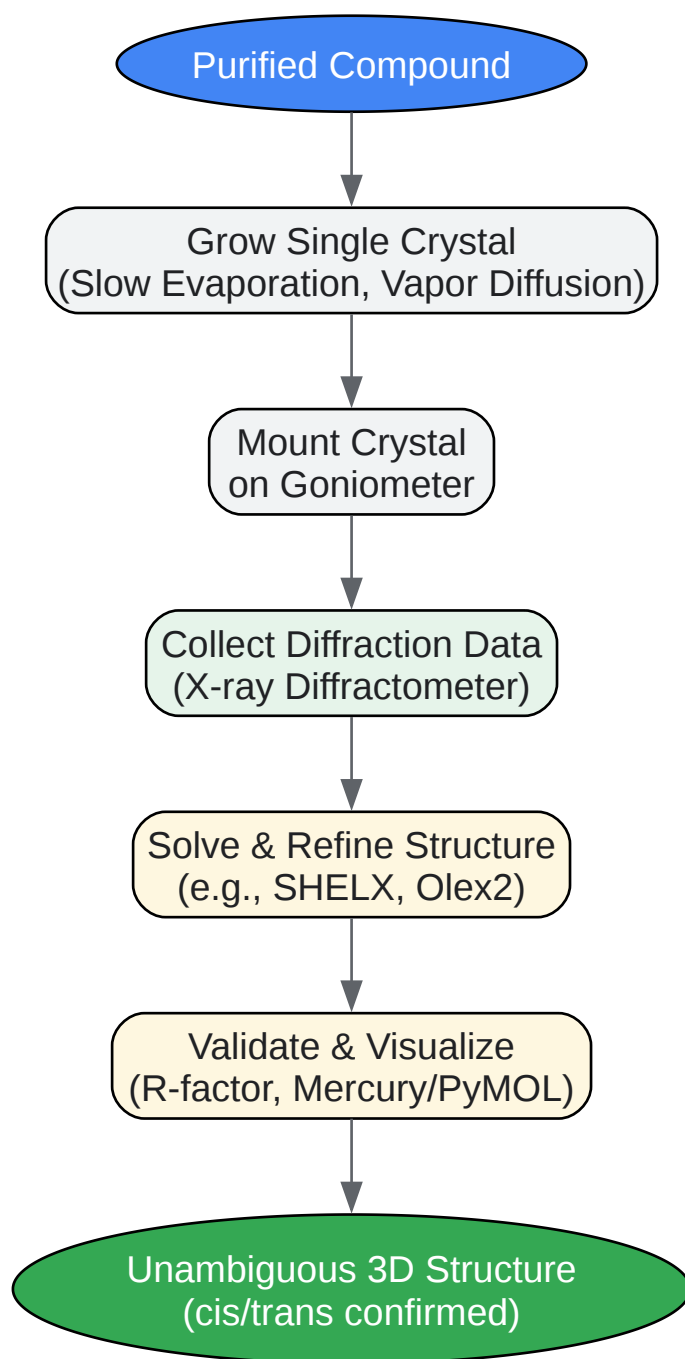 Purified Compound
Grow Single Crystal
(Slow Evaporation, Vapor Diffusion)
Mount Crystal
on Goniometer
Collect Diffraction Data
(X-ray Diffractometer)
Solve & Refine Structure
(e.g., SHELX, Olex2)
Validate & Visualize
(R-factor, Mercury/PyMOL)
Unambiguous 3D Structure
(cis/trans confirmed)